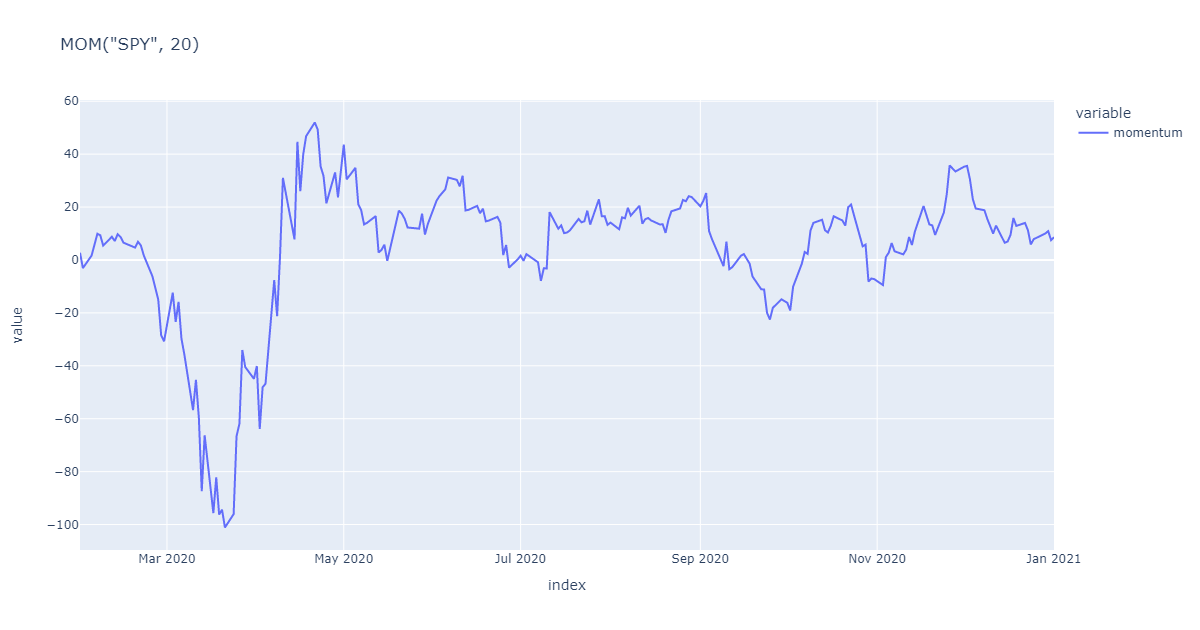 MOM("SPY", 20)
variable
momentum
60
40
20
0
−20
−40
−60
−80
−100
value
Mar 2020
May 2020
Jul 2020
Sep 2020
Nov 2020
Jan 2021
index